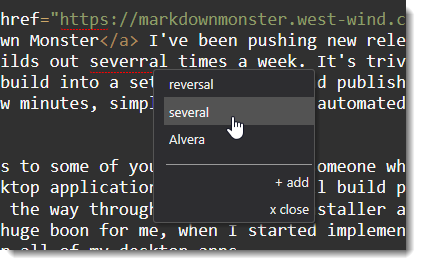 href="https://markdownmonster.west-wind.c
wn Monster</a> I've been pushing new rele
ilds out several times a week. It's triv
build into a set d publish
w minutes, simpl automated
reversal
several
Alvera
+ add
x close
s to some of you omeone wh
ktop application l build p
the way through staller a
huge boon for me, when I started implemen
n all of my desktop apps